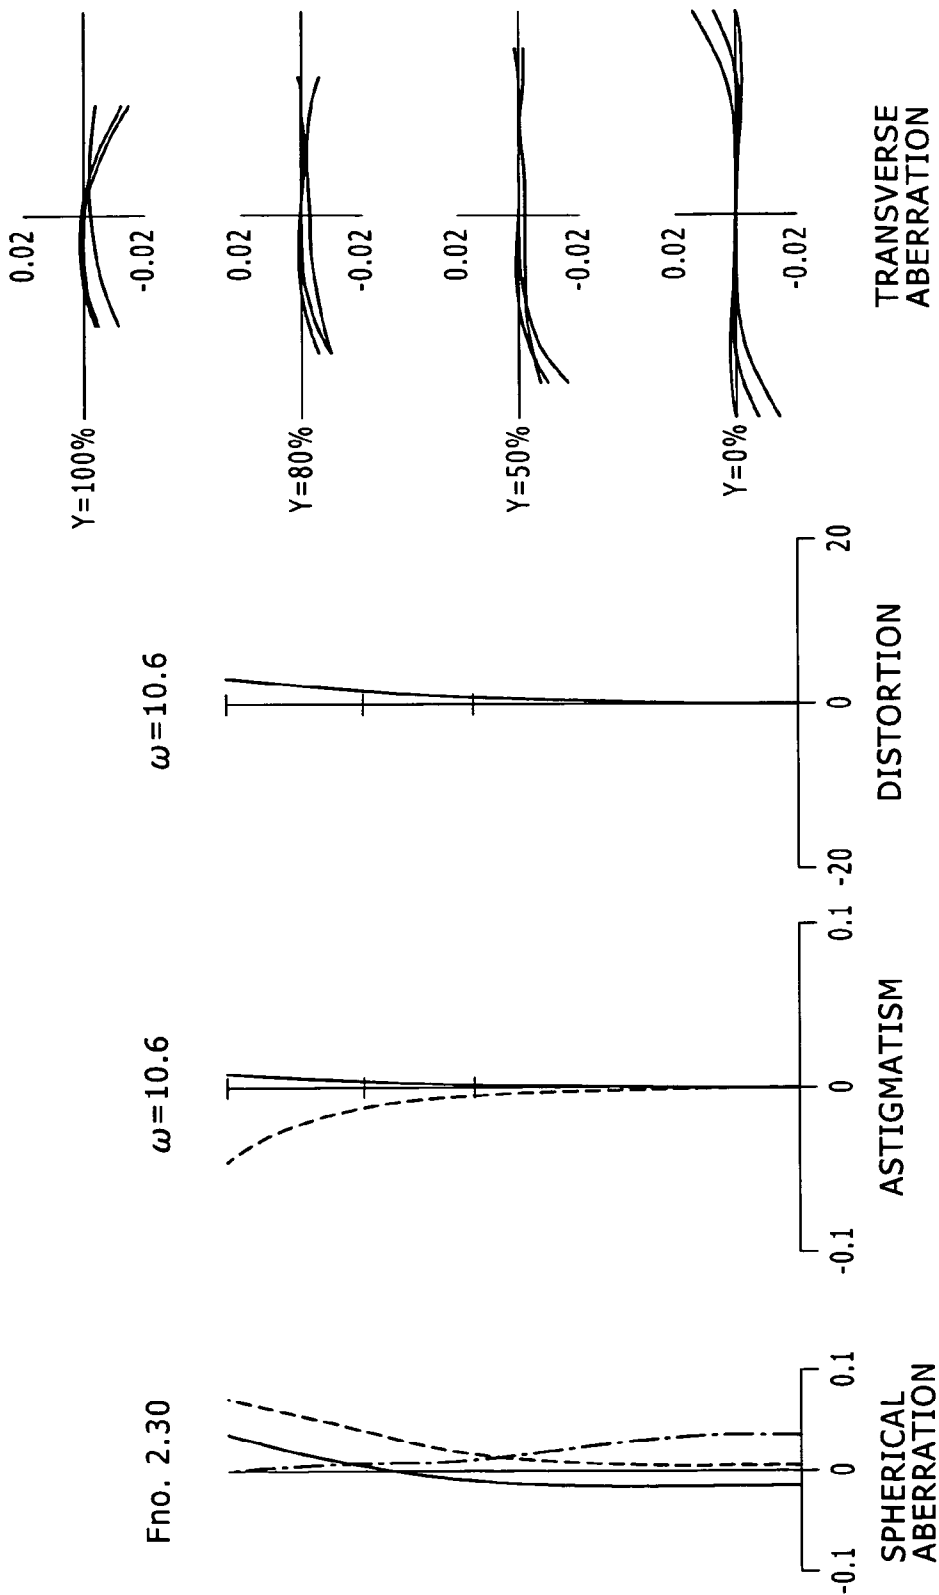 Fno. 2.30
-0.1
0
0.1
SPHERICAL
ABERRATION
ω=10.6
-0.1
0
0.1
ASTIGMATISM
ω=10.6
-20
0
20
DISTORTION
Y=100%
0.02
-0.02
Y=80%
0.02
-0.02
Y=50%
0.02
-0.02
Y=0%
0.02
-0.02
TRANSVERSE
ABERRATION